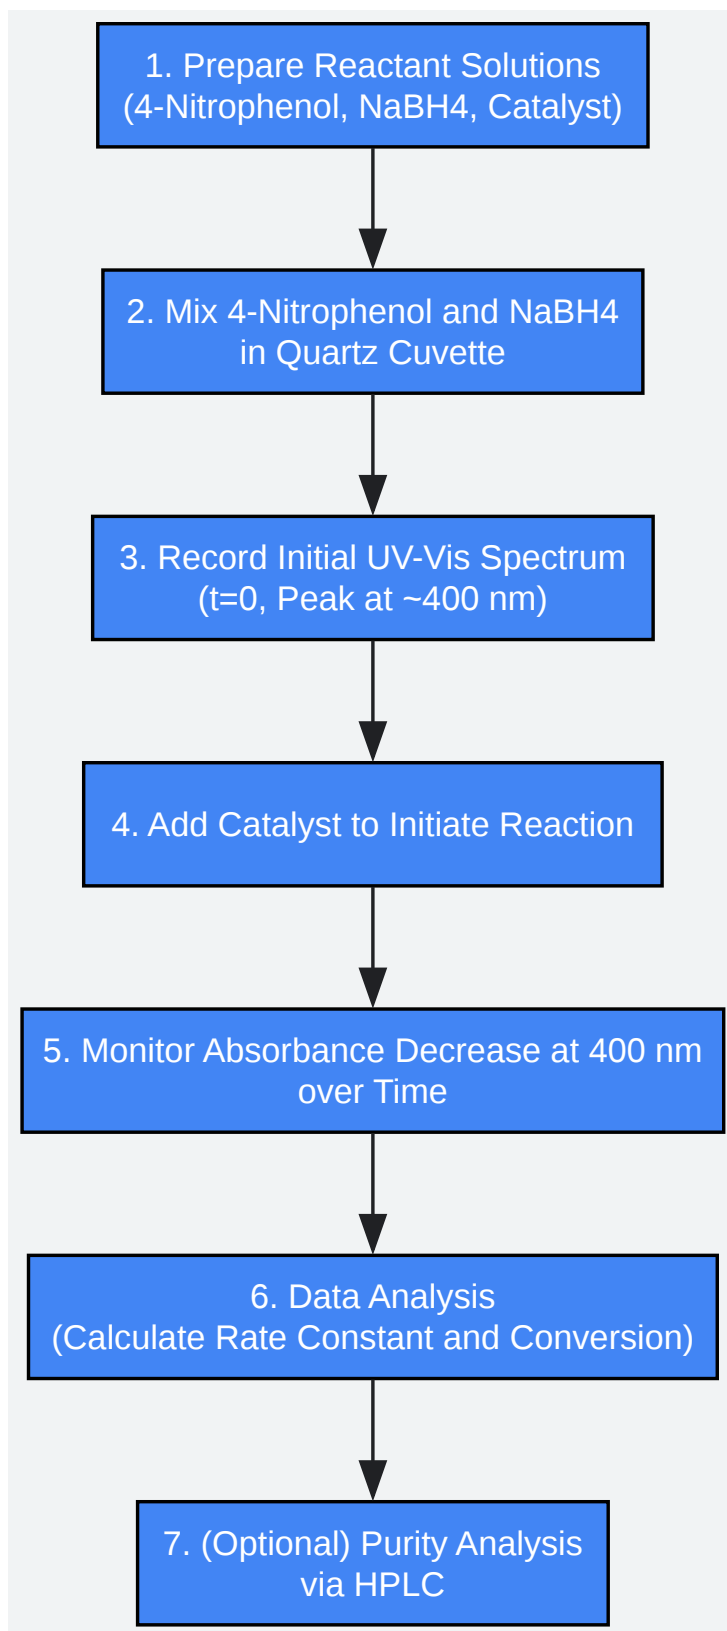 1. Prepare Reactant Solutions
(4-Nitrophenol, NaBH4, Catalyst)
2. Mix 4-Nitrophenol and NaBH4
in Quartz Cuvette
3. Record Initial UV-Vis Spectrum
(t=0, Peak at ~400 nm)
4. Add Catalyst to Initiate Reaction
5. Monitor Absorbance Decrease at 400 nm
over Time
6. Data Analysis
(Calculate Rate Constant and Conversion)
7. (Optional) Purity Analysis
via HPLC